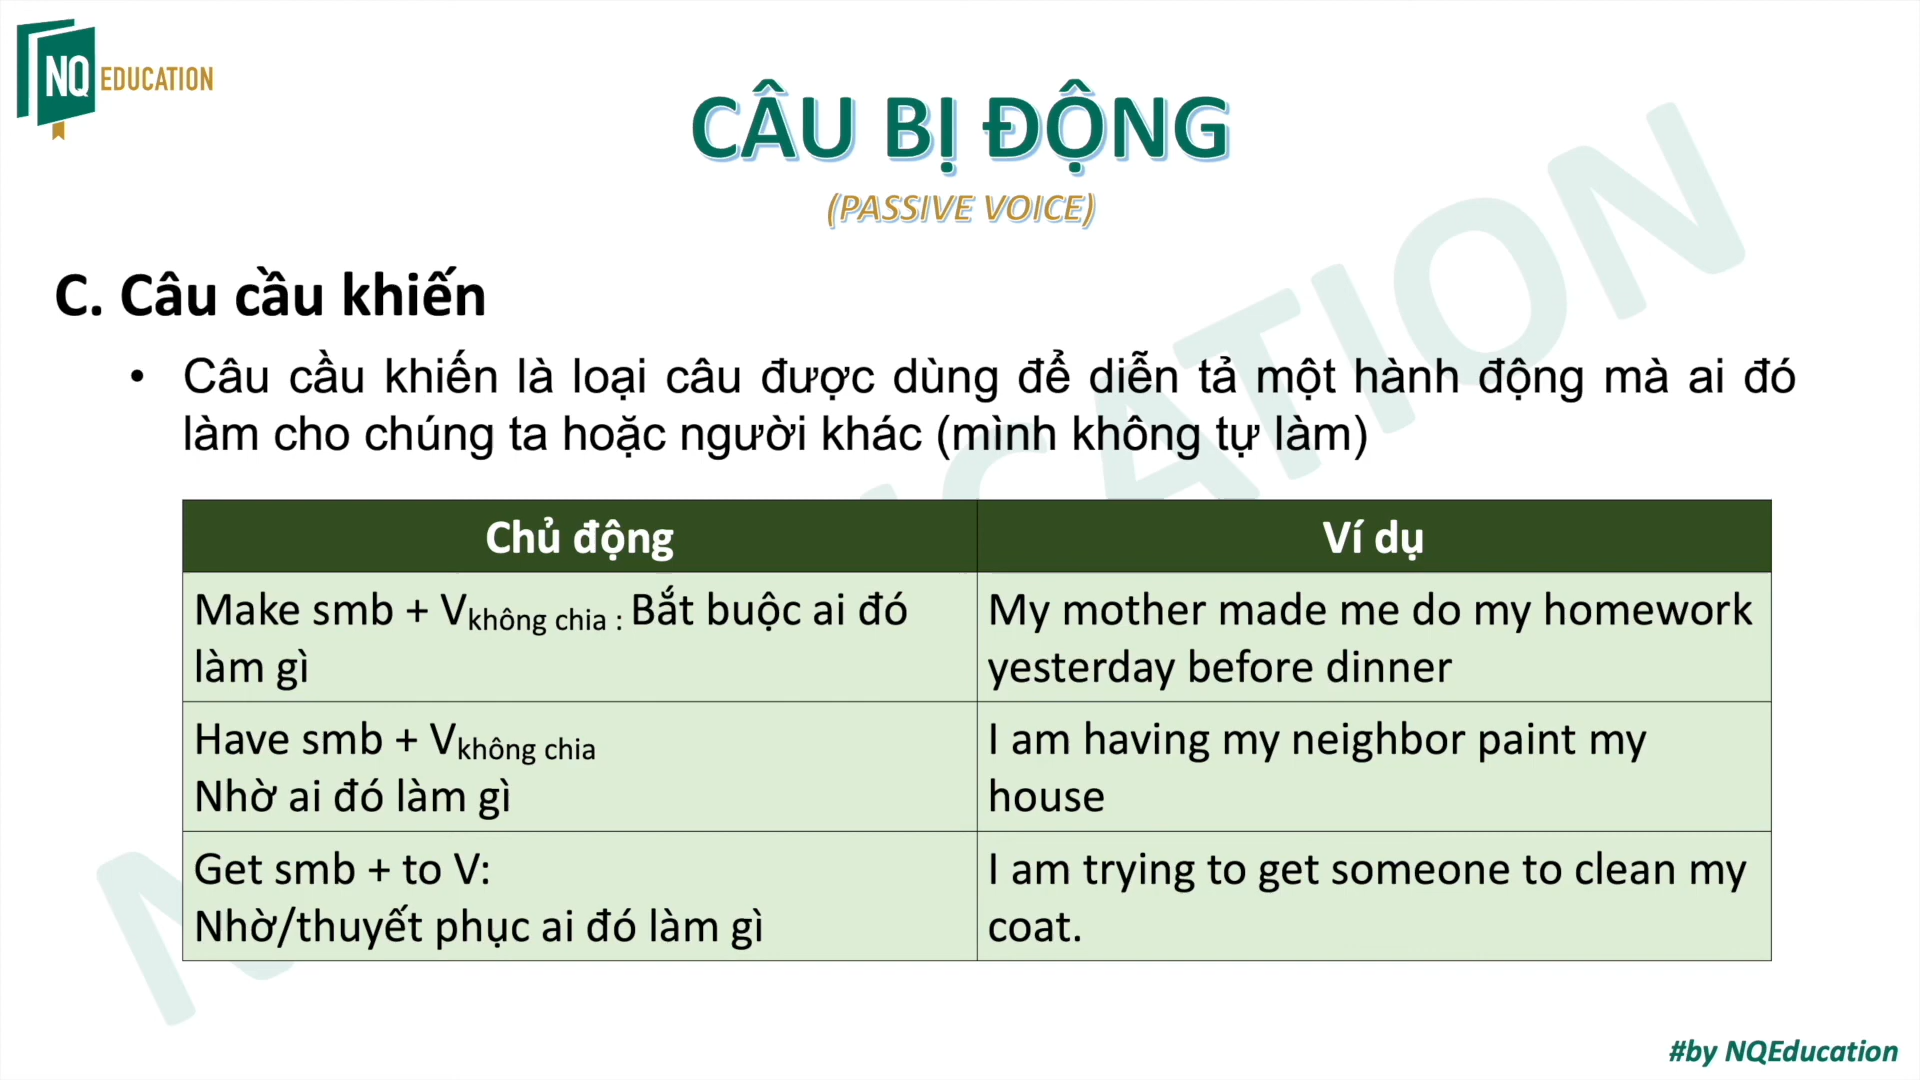 NQ EDUCATION
CÂU BỊ ĐỘNG
(PASSIVE VOICE)
C. Câu cầu khiến
• Câu cầu khiến là loại câu được dùng để diễn tả một hành động mà ai đó
làm cho chúng ta hoặc người khác (mình không tự làm)
Chủ động
Ví dụ
Make smb + Vkhông chia : Bắt buộc ai đó
làm gì
My mother made me do my homework
yesterday before dinner
Have smb + Vkhông chia
Nhờ ai đó làm gì
I am having my neighbor paint my
house
Get smb + to V:
Nhờ/thuyết phục ai đó làm gì
I am trying to get someone to clean my
coat.
#by NQEducation